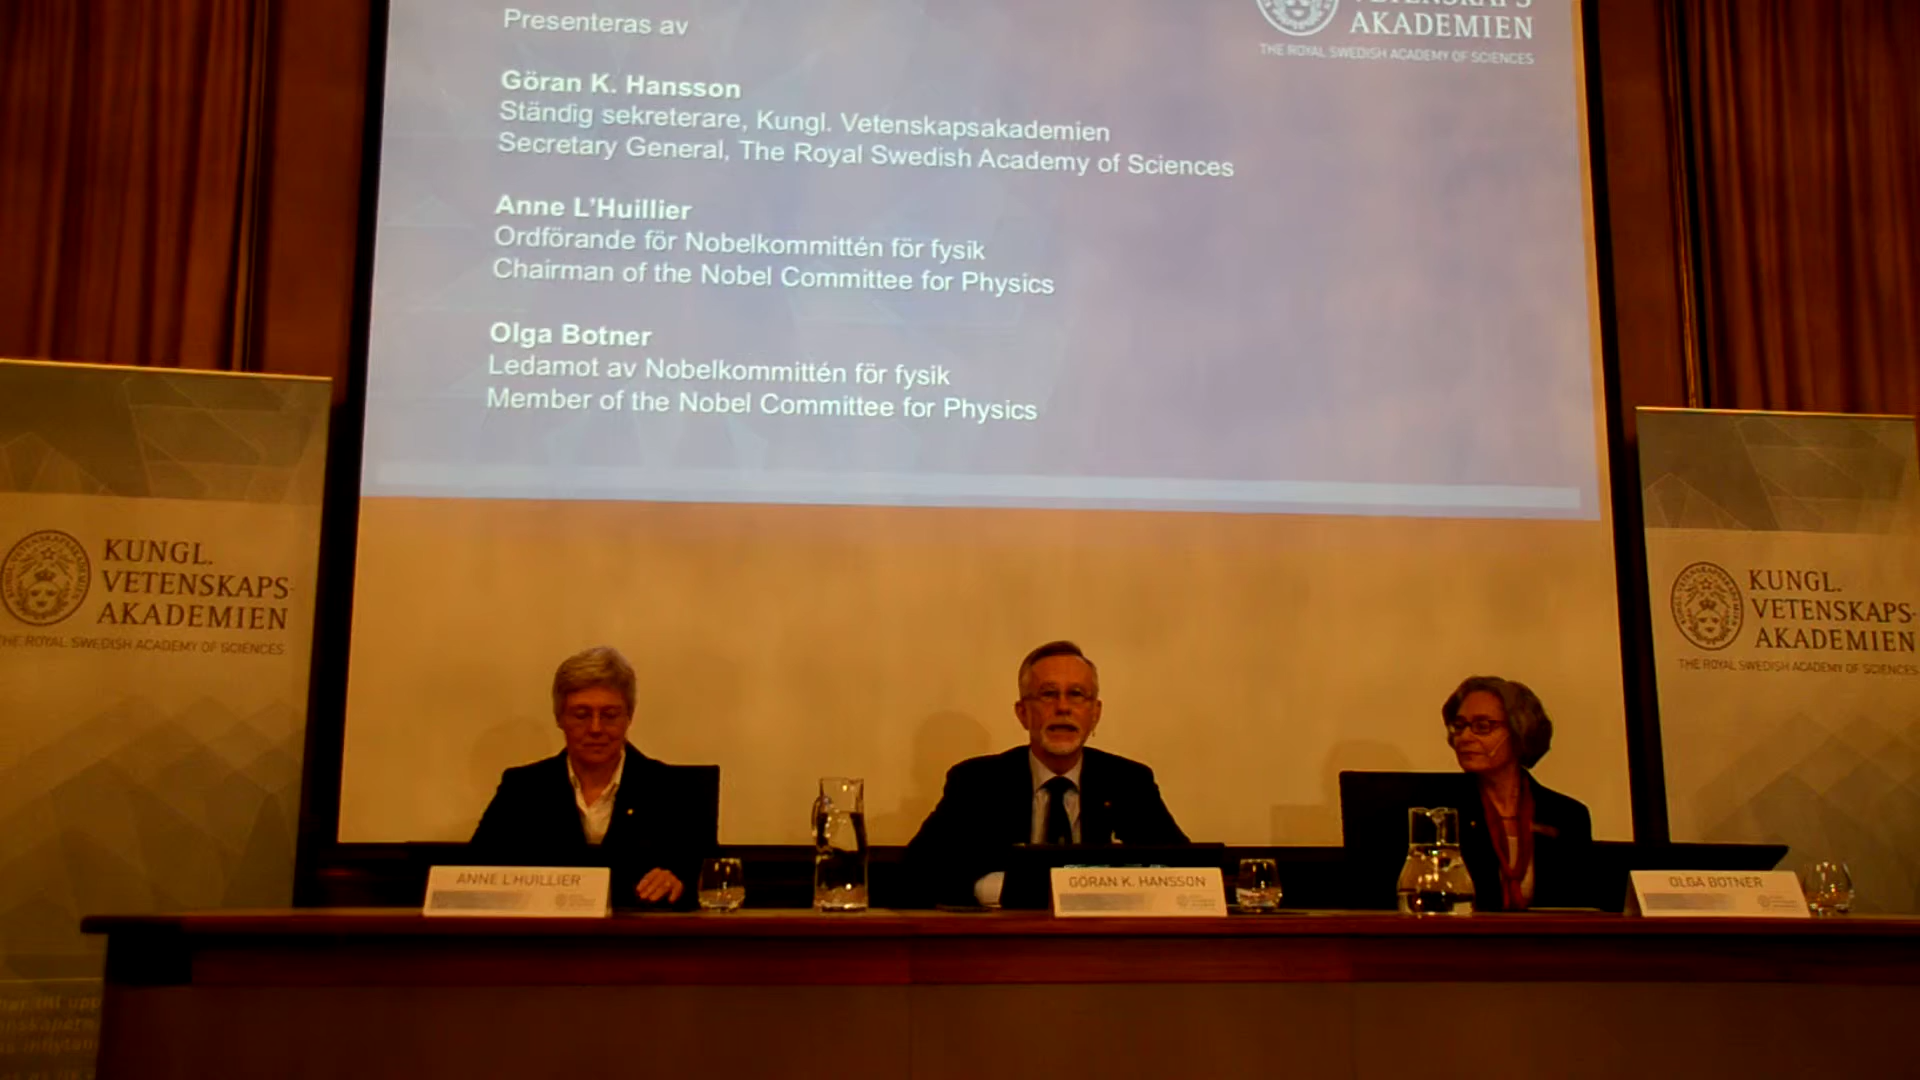 Presenteras av
VETENSKAPS
AKADEMIEN
THE ROYAL SWEDISH ACADEMY OF SCIENCES
Göran K. Hansson
Ständig sekreterare, Kungl. Vetenskapsakademien
Secretary General, The Royal Swedish Academy of Sciences
Anne L'Huillier
Ordförande för Nobelkommittén för fysik
Chairman of the Nobel Committee for Physics
Olga Botner
Ledamot av Nobelkommittén för fysik
Member of the Nobel Committee for Physics
KUNGL.
VETENSKAPS-
AKADEMIEN
THE ROYAL SWEDISH ACADEMY OF SCIENCES
KUNGL.
VETENSKAPS-
AKADEMIEN
THE ROYAL SWEDISH ACADEMY OF SCIENCES
ANNE L'HUILLIER
GÖRAN K. HANSSON
OLGA BOTNER